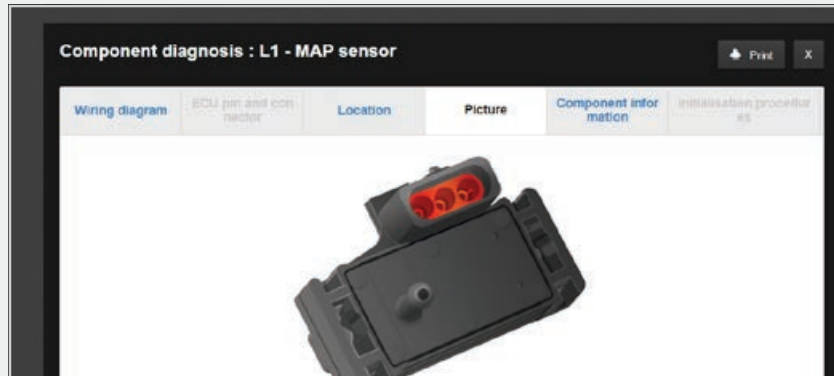 Component diagnosis : L1 - MAP sensor
Print
X
Wiring diagram
ECU pin and con
nector
Location
Picture
Component infor
mation
Initialisation procedur
es